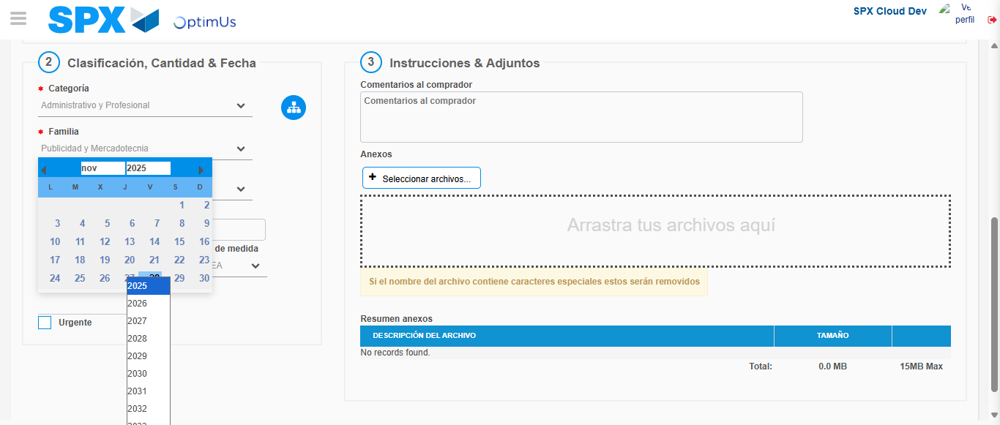 SPX
OptimUs
SPX Cloud Dev
Ve
perfil
2
Clasificación, Cantidad & Fecha
* Categoría
Administrativo y Profesional
* Familia
Publicidad y Mercadotecnia
nov 2025
L M X J V S D
1 2
3 4 5 6 7 8 9
10 11 12 13 14 15 16
17 18 19 20 21 22 23
24 25 26 27 28 29 30
de medida
EA
2025
2026
2027
2028
2029
2030
2031
2032
Urgente
3
Instrucciones & Adjuntos
Comentarios al comprador
Comentarios al comprador
Anexos
+ Seleccionar archivos...
Arrastra tus archivos aquí
Si el nombre del archivo contiene caracteres especiales estos serán removidos
Resumen anexos
DESCRIPCIÓN DEL ARCHIVO TAMAÑO
No records found.
Total: 0.0 MB 15MB Max